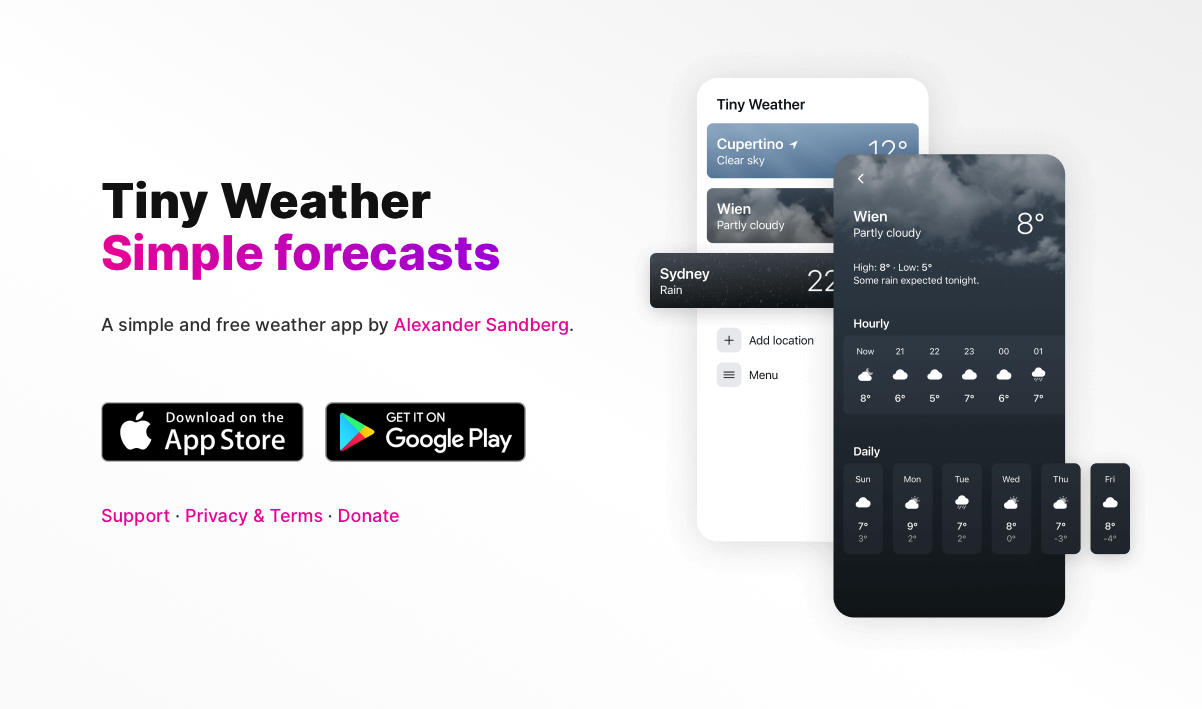 Tiny Weather
Simple forecasts
A simple and free weather app by Alexander Sandberg.
Download on the
App Store
GET IT ON
Google Play
Support · Privacy & Terms · Donate
Tiny Weather
Cupertino
Clear sky
12°
Wien
Partly cloudy
Sydney
Rain
22
Add location
Menu
Wien
Partly cloudy
8°
High: 8° · Low: 5°
Some rain expected tonight.
Hourly
Now 21 22 23 00 01
8° 6° 5° 7° 6° 7°
Daily
Sun Mon Tue Wed Thu Fri
7° 9° 7° 8° 7° 8°
3° 2° 2° 0° -3° -4°